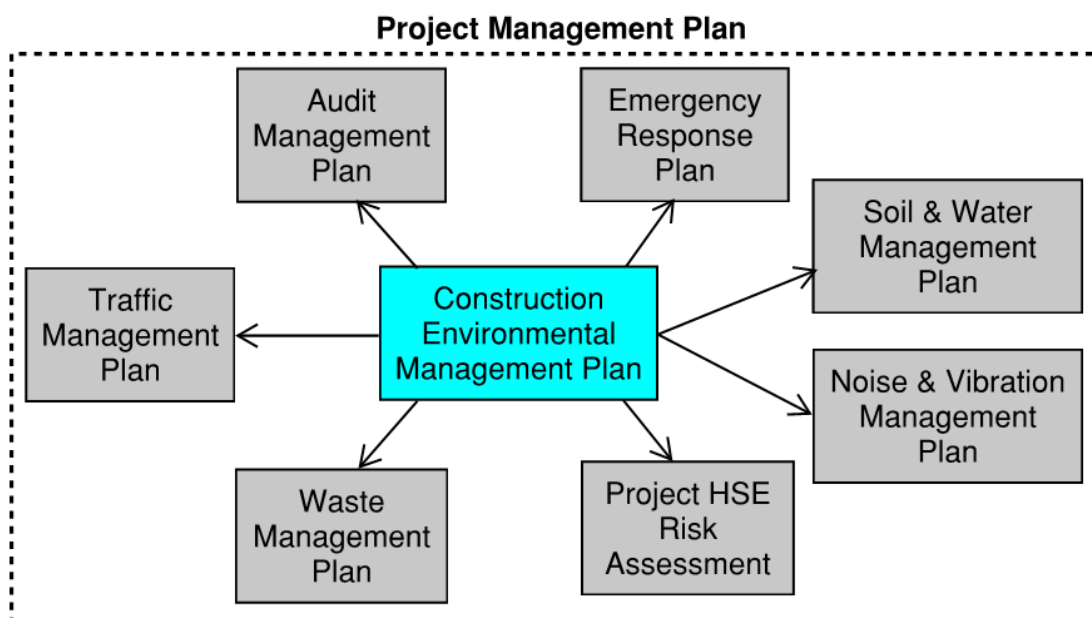 Project Management Plan
Audit
Management
Plan
Emergency
Response
Plan
Soil & Water
Management
Plan
Traffic
Management
Plan
Construction
Environmental
Management Plan
Noise & Vibration
Management
Plan
Waste
Management
Plan
Project HSE
Risk
Assessment